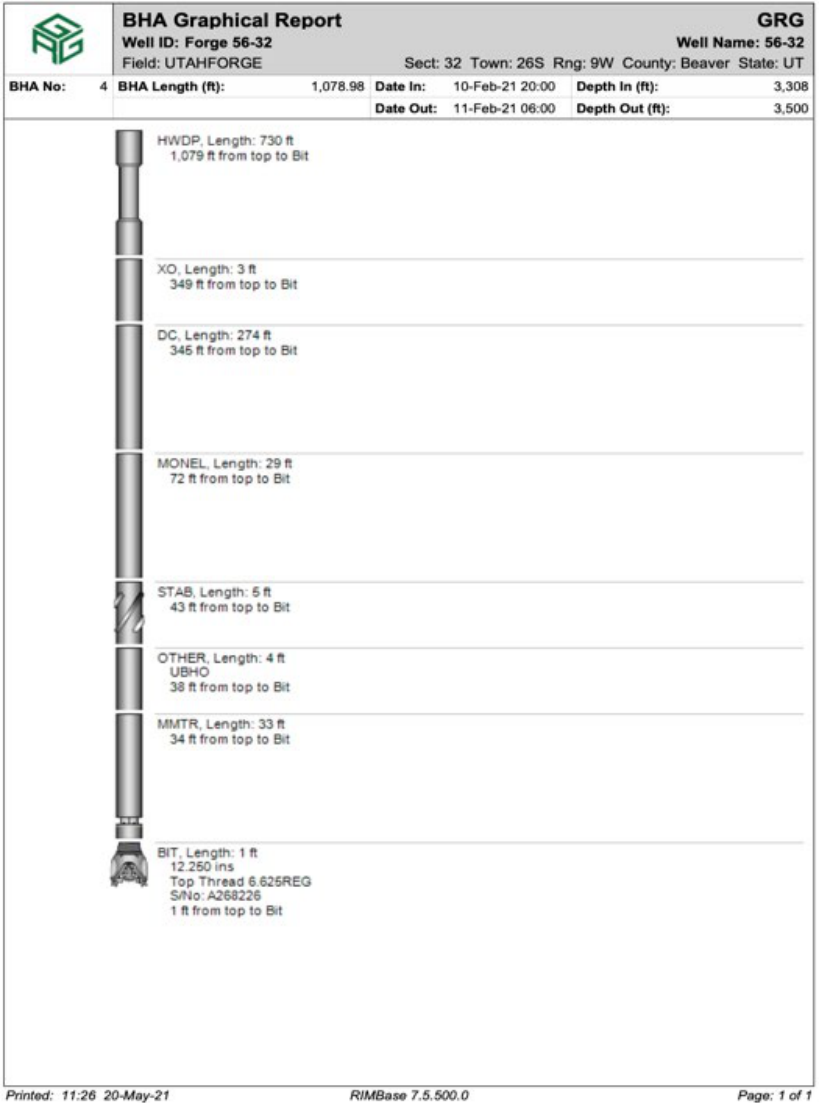 BHA Graphical Report GRG
Well ID: Forge 56-32 Well Name: 56-32
Field: UTAHFORGE Sect: 32 Town: 26S Rng: 9W County: Beaver State: UT
BHA No: 4 BHA Length (ft): 1,078.98 Date In: 10-Feb-21 20:00 Depth In (ft): 3,308
Date Out: 11-Feb-21 06:00 Depth Out (ft): 3,500
HWDP, Length: 730 ft
1,079 ft from top to Bit
XO, Length: 3 ft
349 ft from top to Bit
DC, Length: 274 ft
345 ft from top to Bit
MONEL, Length: 29 ft
72 ft from top to Bit
STAB, Length: 5 ft
43 ft from top to Bit
OTHER, Length: 4 ft
UBHO
38 ft from top to Bit
MMTR, Length: 33 ft
34 ft from top to Bit
BIT, Length: 1 ft
12.250 ins
Top Thread 6.625REG
S/No: A268226
1 ft from top to Bit
Printed: 11:26 20-May-21 RIMBase 7.5.500.0 Page: 1 of 1